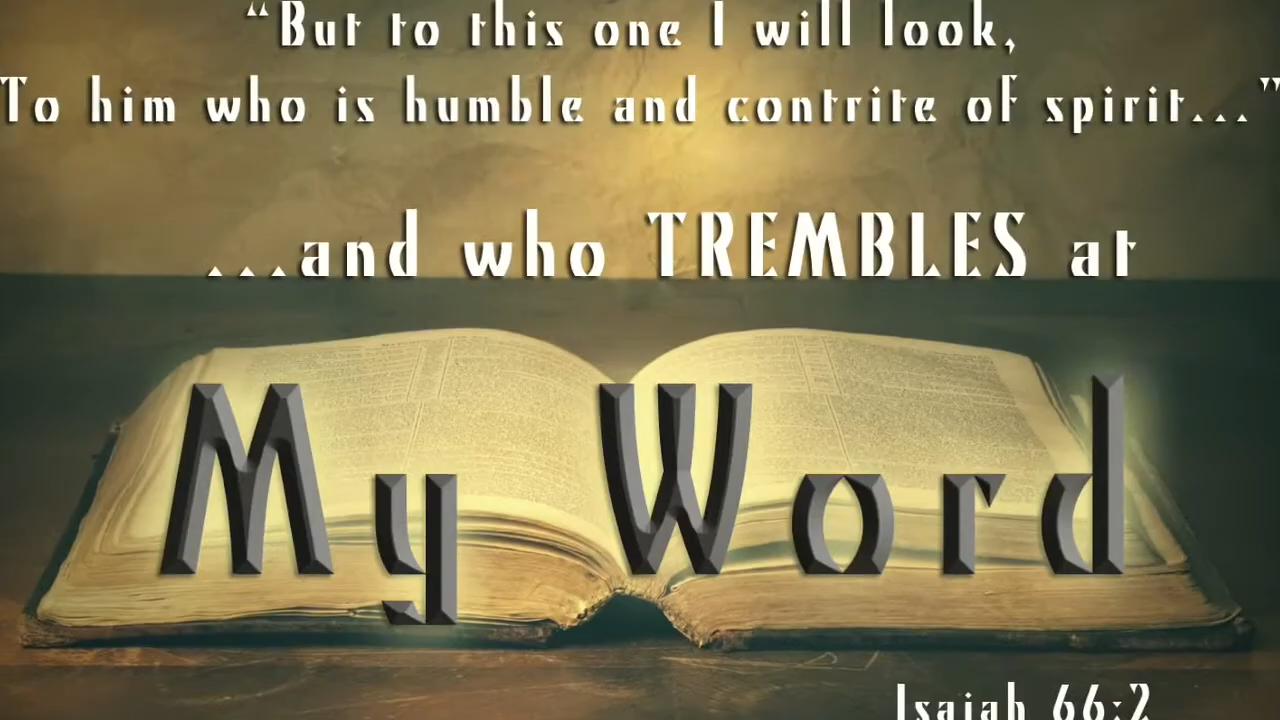 “But to this one I will look,
To him who is humble and contrite of spirit...”
...and who TREMBLES at
My Word
Isaiah 66:2